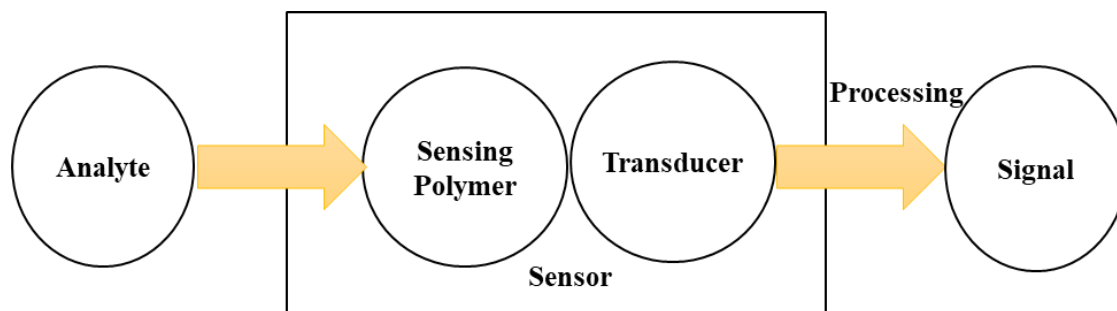 Analyte
Sensing
Polymer
Transducer
Sensor
Processing
Signal